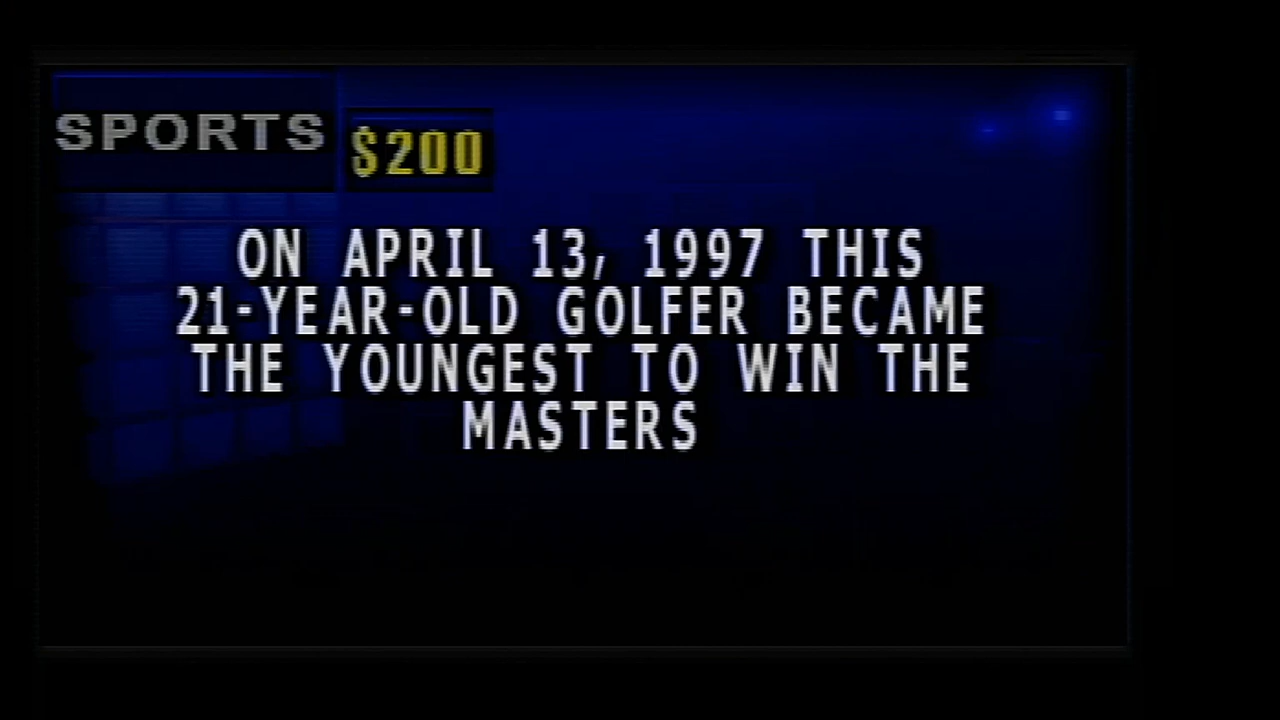 SPORTS
$200
ON APRIL 13, 1997 THIS
21-YEAR-OLD GOLFER BECAME
THE YOUNGEST TO WIN THE
MASTERS